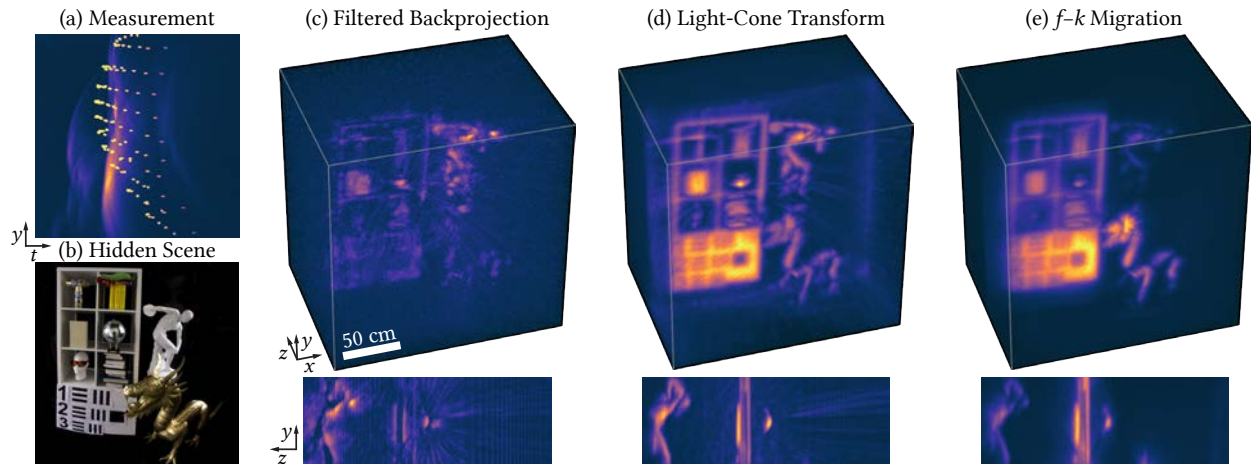 (a) Measurement
(c) Filtered Backprojection
(d) Light-Cone Transform
(e) f–k Migration
y
t
(b) Hidden Scene
1
2
3
50 cm
z
y
x
y
z